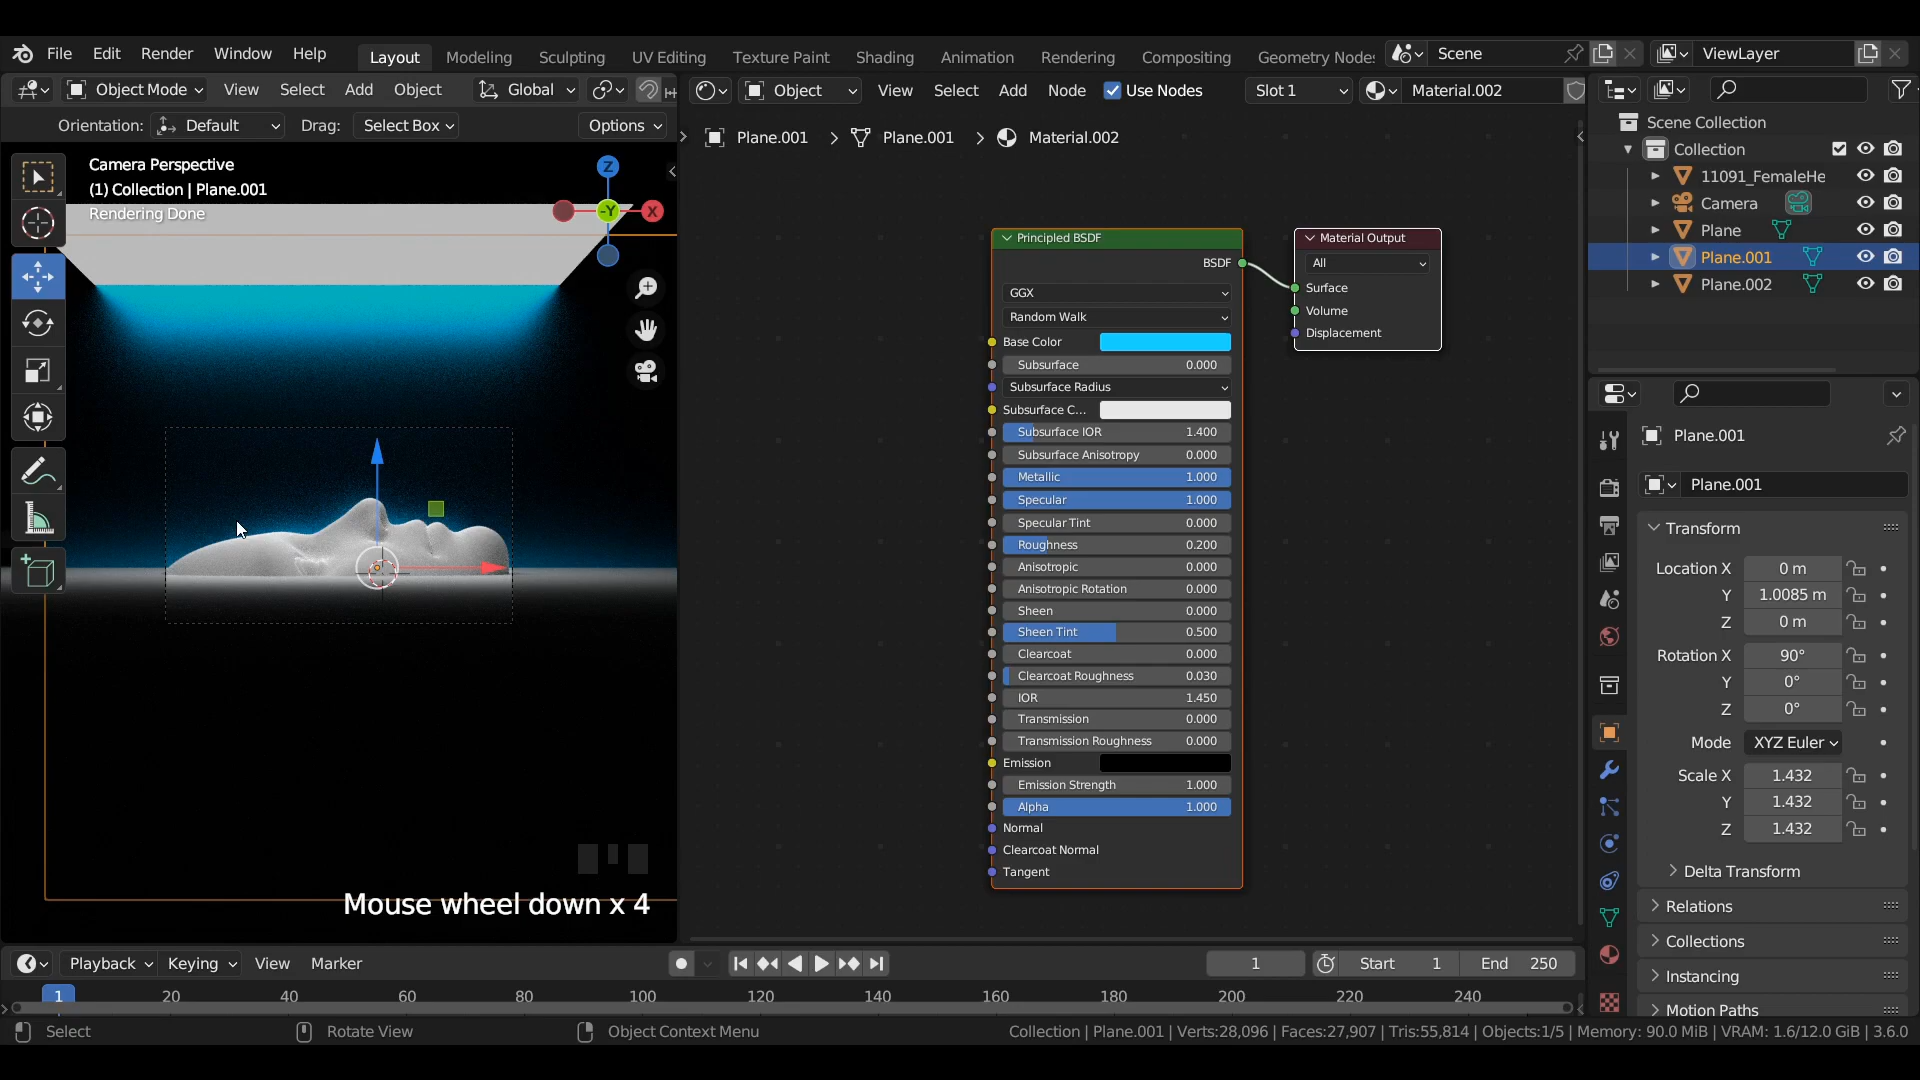 File Edit Render Window Help Layout Modeling Sculpting UV Editing Texture Paint Shading Animation Rendering Compositing Geometry Nodes Scene ViewLayer
Object Mode View Select Add Object Global Object View Select Add Node Use Nodes Slot 1 Material.002
Orientation: Default Drag: Select Box Options
Plane.001 > Plane.001 > Material.002
Camera Perspective
(1) Collection | Plane.001
Rendering Done
Z
-Y
X
Mouse wheel down x 4
Principled BSDF
BSDF
GGX
Random Walk
Base Color
Subsurface 0.000
Subsurface Radius
Subsurface C...
Subsurface IOR 1.400
Subsurface Anisotropy 0.000
Metallic 1.000
Specular 1.000
Specular Tint 0.000
Roughness 0.200
Anisotropic 0.000
Anisotropic Rotation 0.000
Sheen 0.000
Sheen Tint 0.500
Clearcoat 0.000
Clearcoat Roughness 0.030
IOR 1.450
Transmission 0.000
Transmission Roughness 0.000
Emission
Emission Strength 1.000
Alpha 1.000
Normal
Clearcoat Normal
Tangent
Material Output
All
Surface
Volume
Displacement
Scene Collection
Collection
11091_FemaleHe
Camera
Plane
Plane.001
Plane.002
Plane.001
Plane.001
Transform
Location X 0 m
Y 1.0085 m
Z 0 m
Rotation X 90°
Y 0°
Z 0°
Mode XYZ Euler
Scale X 1.432
Y 1.432
Z 1.432
Delta Transform
Relations
Collections
Instancing
Motion Paths
Playback Keying View Marker 1 Start 1 End 250
1 20 40 60 80 100 120 140 160 180 200 220 240
Select Rotate View Object Context Menu Collection | Plane.001 | Verts:28,096 | Faces:27,907 | Tris:55,814 | Objects:1/5 | Memory: 90.0 MiB | VRAM: 1.6/12.0 GiB | 3.6.0